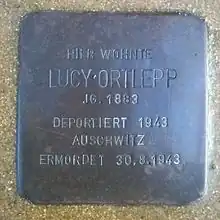 HIER WOHNTE
LUCY ORTLEPP
JG. 1883
DEPORTIERT 1943
AUSCHWITZ
ERMORDET 30.8.1943